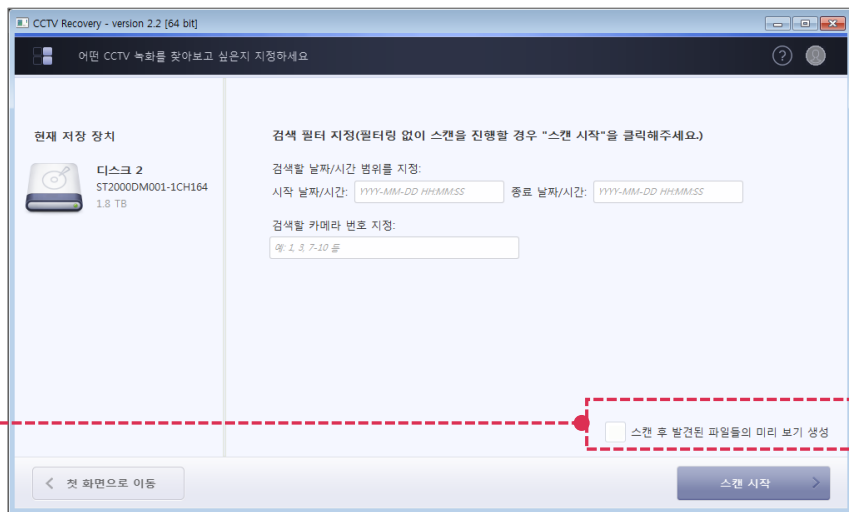 CCTV Recovery - version 2.2 [64 bit]
어떤 CCTV 녹화를 찾아보고 싶은지 지정하세요
현재 저장 장치
디스크 2
ST2000DM001-1CH164
1.8 TB
검색 필터 지정(필터링 없이 스캔을 진행할 경우 "스캔 시작"을 클릭해주세요.)
검색할 날짜/시간 범위를 지정:
시작 날짜/시간: YYYY-MM-DD HH:MM:SS 종료 날짜/시간: YYYY-MM-DD HH:MM:SS
검색할 카메라 번호 지정:
예: 1, 3, 7-10 등
스캔 후 발견된 파일들의 미리 보기 생성
첫 화면으로 이동
스캔 시작